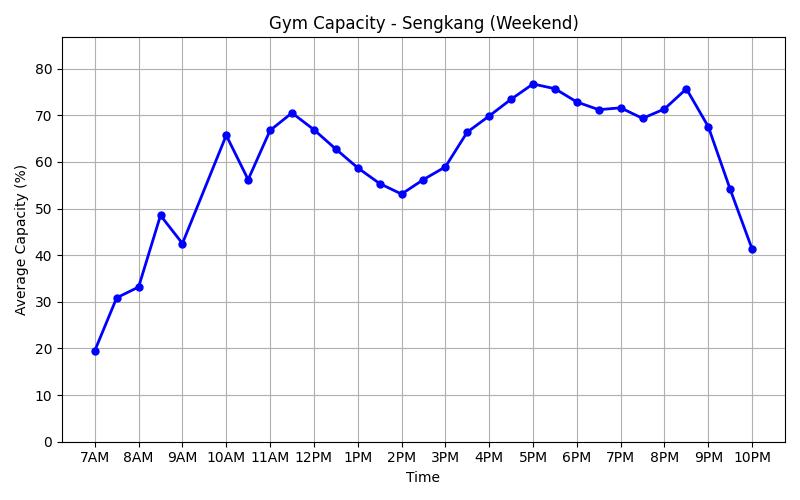 Gym Capacity - Sengkang (Weekend)
Average Capacity (%)
80
70
60
50
40
30
20
10
0
7AM 8AM 9AM 10AM 11AM 12PM 1PM 2PM 3PM 4PM 5PM 6PM 7PM 8PM 9PM 10PM
Time